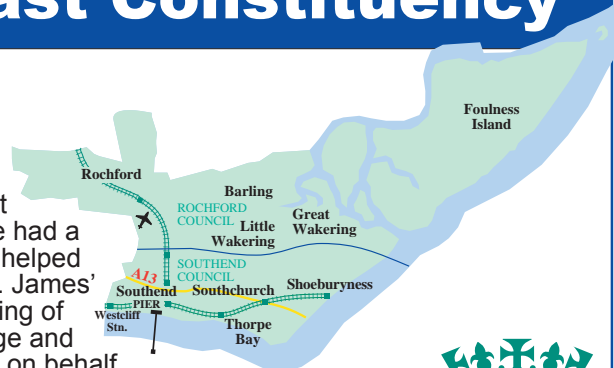 ast Constituency
Foulness
Island
Rochford
Barling
ROCHFORD
COUNCIL
Great
Wakering
Little
Wakering
SOUTHEND
COUNCIL
A13
Southend
PIER
Southchurch
Shoeburyness
Westcliff
Stn.
Thorpe
Bay
t
e had a
helped
. James’
ing of
ge and
on behalf